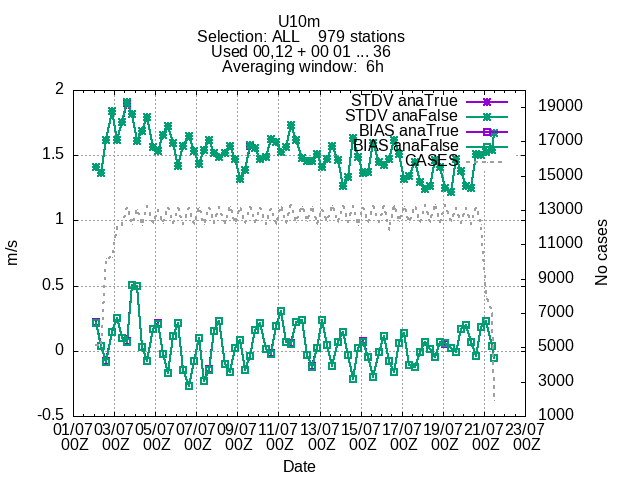 U10m
Selection: ALL    979 stations
Used 00,12 + 00 01 ... 36
Averaging window:  6h
STDV anaTrue
STDV anaFalse
BIAS anaTrue
BIAS anaFalse
CASES
2
1.5
1
0.5
0
-0.5
m/s
19000
17000
15000
13000
11000
9000
7000
5000
3000
1000
No cases
01/07 03/07 05/07 07/07 09/07 11/07 13/07 15/07 17/07 19/07 21/07 23/07
00Z 00Z 00Z 00Z 00Z 00Z 00Z 00Z 00Z 00Z 00Z 00Z
Date